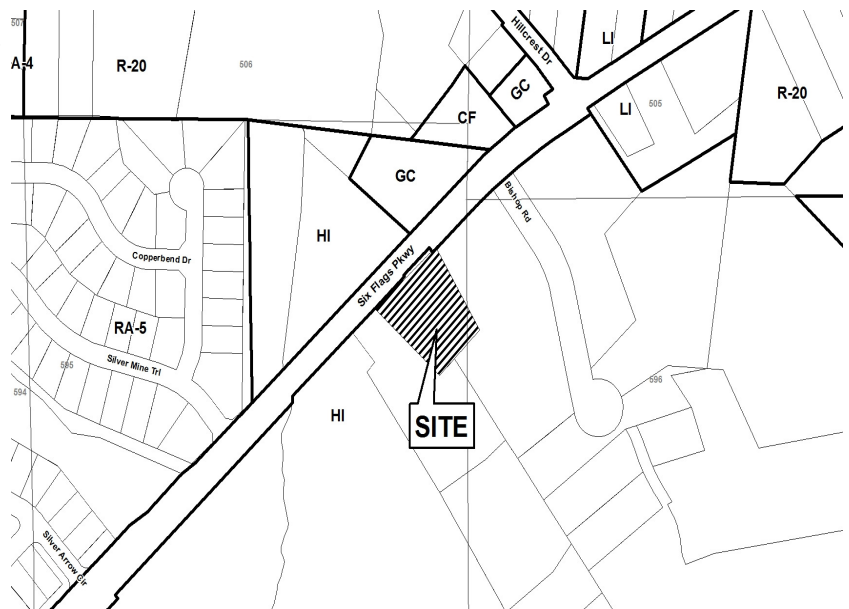 507
A-4
R-20
506
Hillcrest Dr
LI
GC
CF
LI
505
R-20
GC
Bishop Rd
HI
Copperbend Dr
Six Flags Pkwy
RA-5
Silver Mine Trl
595
594
596
HI
SITE
Silver Arrow Cir